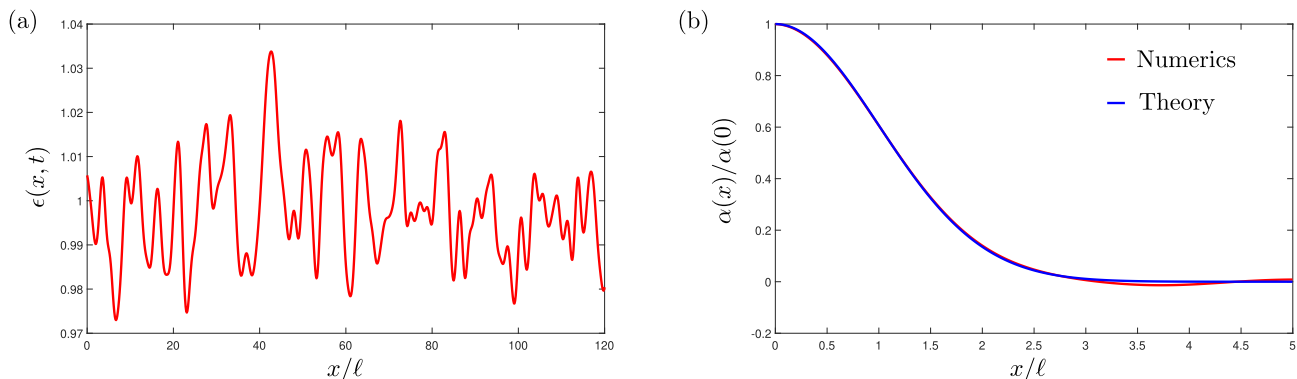 (a)
1.04
1.03
1.02
1.01
1
0.99
0.98
0.97
ϵ(x, t)
0 20 40 60 80 100 120
x/ℓ
(b)
1
0.8
0.6
0.4
0.2
0
-0.2
α(x)/α(0)
Numerics
Theory
0 0.5 1 1.5 2 2.5 3 3.5 4 4.5 5
x/ℓ